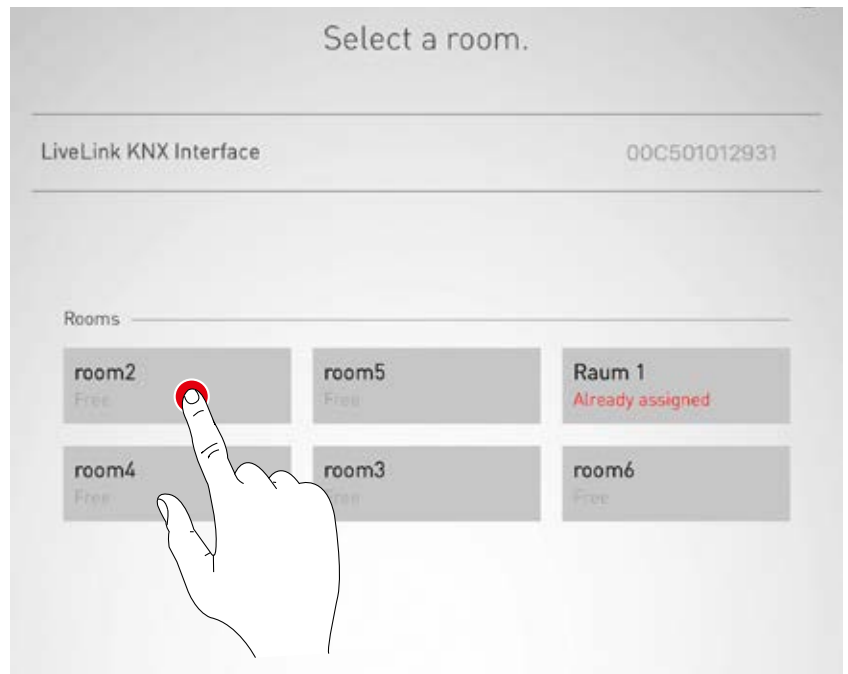 Select a room.
LiveLink KNX Interface 00C501012931
Rooms
room2 room5 Raum 1
Free Free Already assigned
room4 room3 room6
Free Free Free